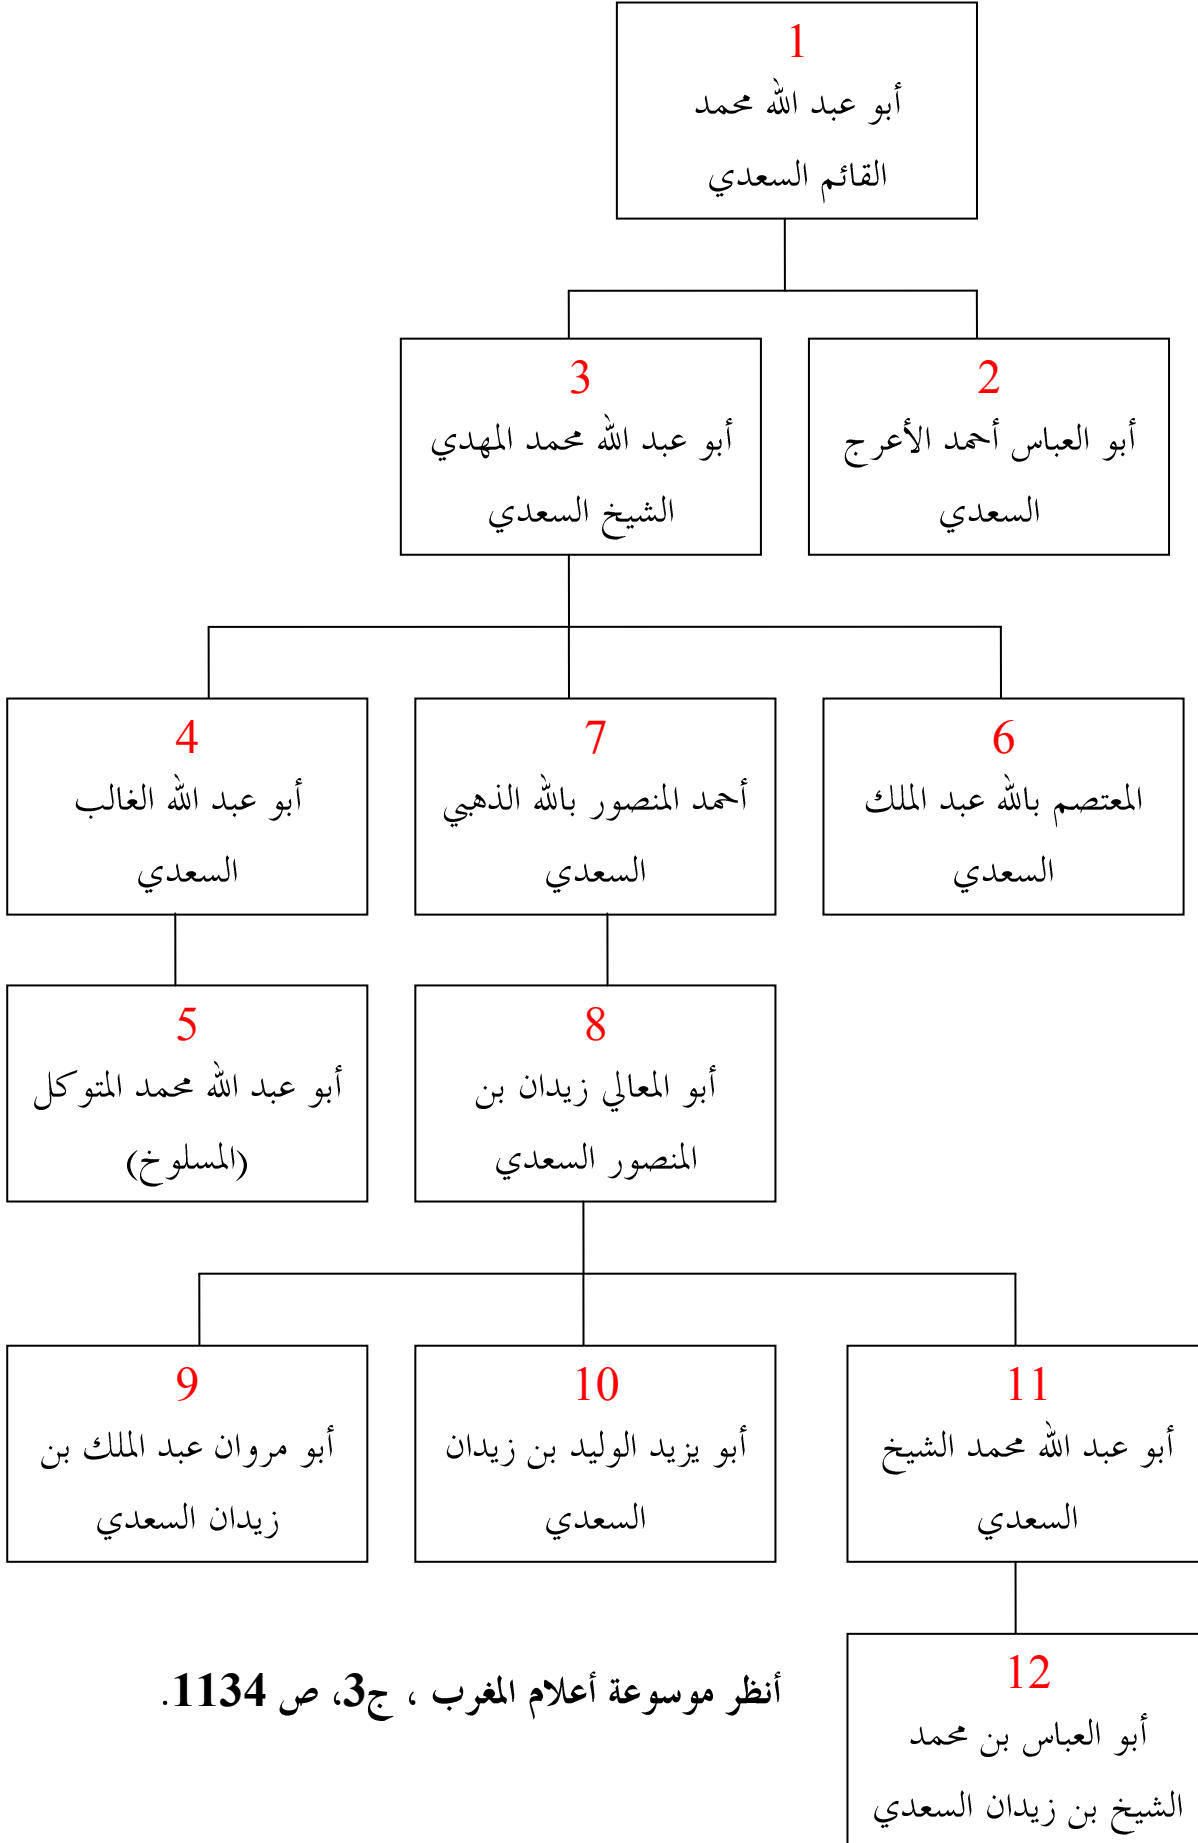 1
أبو عبد الله محمد
القائم السعدي
2
أبو العباس أحمد الأعرج
السعدي
3
أبو عبد الله محمد المهدي
الشيخ السعدي
6
المعتصم بالله عبد الملك
السعدي
7
أحمد المنصور بالله الذهبي
السعدي
4
أبو عبد الله الغالب
السعدي
8
أبو المعالي زيدان بن
المنصور السعدي
5
أبو عبد الله محمد المتوكل
(المسلوخ)
11
أبو عبد الله محمد الشيخ
السعدي
10
أبو يزيد الوليد بن زيدان
السعدي
9
أبو مروان عبد الملك بن
زيدان السعدي
12
أبو العباس بن محمد
الشيخ بن زيدان السعدي
أنظر موسوعة أعلام المغرب ، ج3، ص 1134.